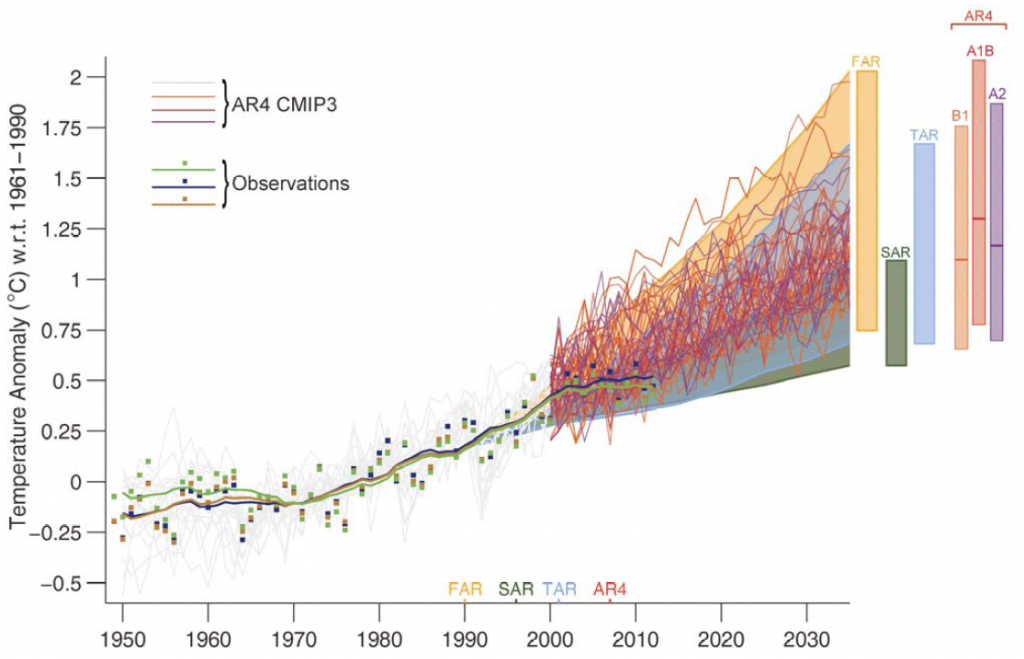 AR4
A1B
FAR
A2
B1
TAR
SAR
Temperature Anomaly (°C) w.r.t. 1961–1990
2
1.75
1.5
1.25
1
0.75
0.5
0.25
0
−0.25
−0.5
AR4 CMIP3
Observations
FAR SAR TAR AR4
1950 1960 1970 1980 1990 2000 2010 2020 2030